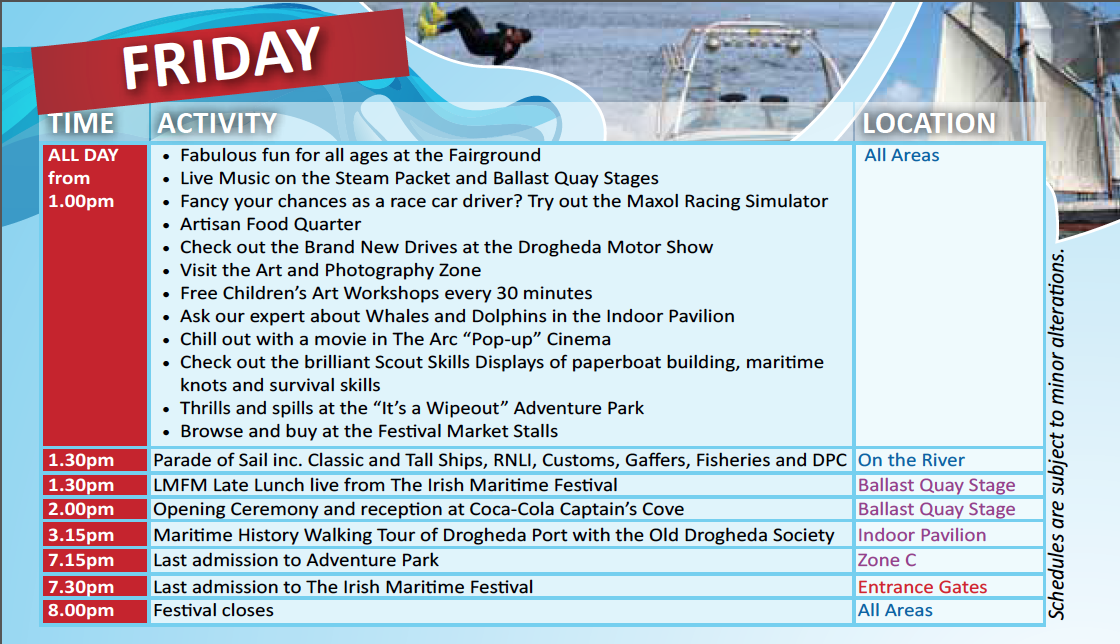 FRIDAY
TIME ACTIVITY LOCATION
ALL DAY
from
1.00pm
• Fabulous fun for all ages at the Fairground
• Live Music on the Steam Packet and Ballast Quay Stages
• Fancy your chances as a race car driver? Try out the Maxol Racing Simulator
• Artisan Food Quarter
• Check out the Brand New Drives at the Drogheda Motor Show
• Visit the Art and Photography Zone
• Free Children’s Art Workshops every 30 minutes
• Ask our expert about Whales and Dolphins in the Indoor Pavilion
• Chill out with a movie in The Arc “Pop-up” Cinema
• Check out the brilliant Scout Skills Displays of paperboat building, maritime
knots and survival skills
• Thrills and spills at the “It’s a Wipeout” Adventure Park
• Browse and buy at the Festival Market Stalls
All Areas
1.30pm Parade of Sail inc. Classic and Tall Ships, RNLI, Customs, Gaffers, Fisheries and DPC On the River
1.30pm LMFM Late Lunch live from The Irish Maritime Festival Ballast Quay Stage
2.00pm Opening Ceremony and reception at Coca-Cola Captain’s Cove Ballast Quay Stage
3.15pm Maritime History Walking Tour of Drogheda Port with the Old Drogheda Society Indoor Pavilion
7.15pm Last admission to Adventure Park Zone C
7.30pm Last admission to The Irish Maritime Festival Entrance Gates
8.00pm Festival closes All Areas
Schedules are subject to minor alterations.